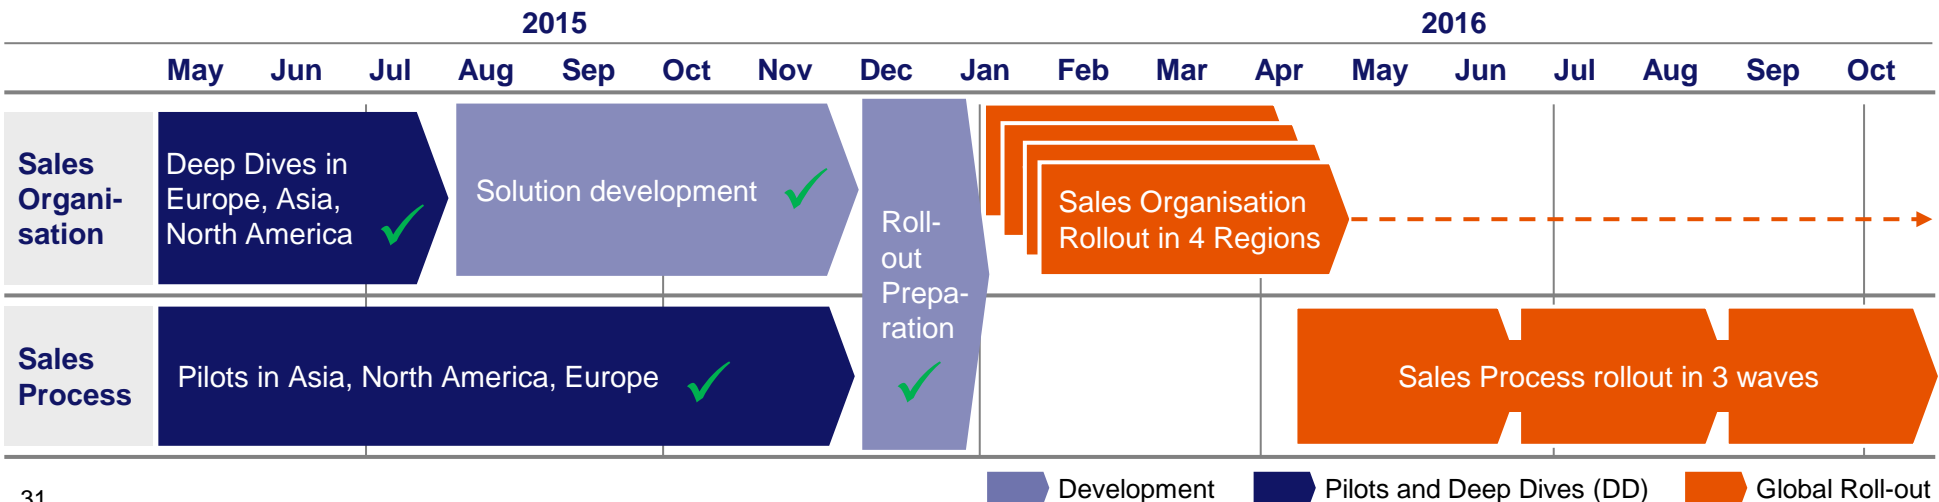 2015 2016
May Jun Jul Aug Sep Oct Nov Dec Jan Feb Mar Apr May Jun Jul Aug Sep Oct
Sales
Organi-
sation
Deep Dives in
Europe, Asia,
North America
Solution development
Roll-
out
Prepa-
ration
Sales Organisation
Rollout in 4 Regions
Sales
Process
Pilots in Asia, North America, Europe
Sales Process rollout in 3 waves
31
Development
Pilots and Deep Dives (DD)
Global Roll-out